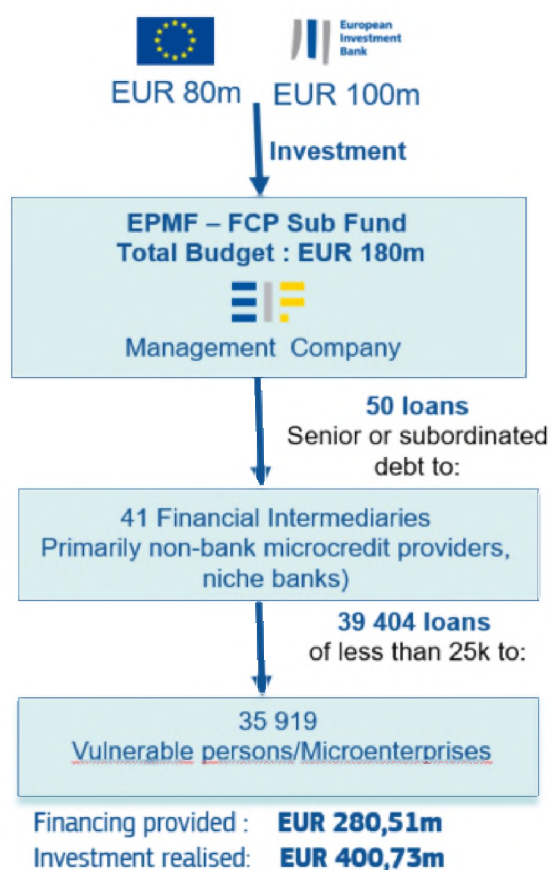 European
Investment
Bank
EUR 80m EUR 100m
Investment
EPMF – FCP Sub Fund
Total Budget : EUR 180m
EIF
Management Company
50 loans
Senior or subordinated
debt to:
41 Financial Intermediaries
Primarily non-bank microcredit providers,
niche banks)
39 404 loans
of less than 25k to:
35 919
Vulnerable persons/Microenterprises
Financing provided : EUR 280,51m
Investment realised: EUR 400,73m